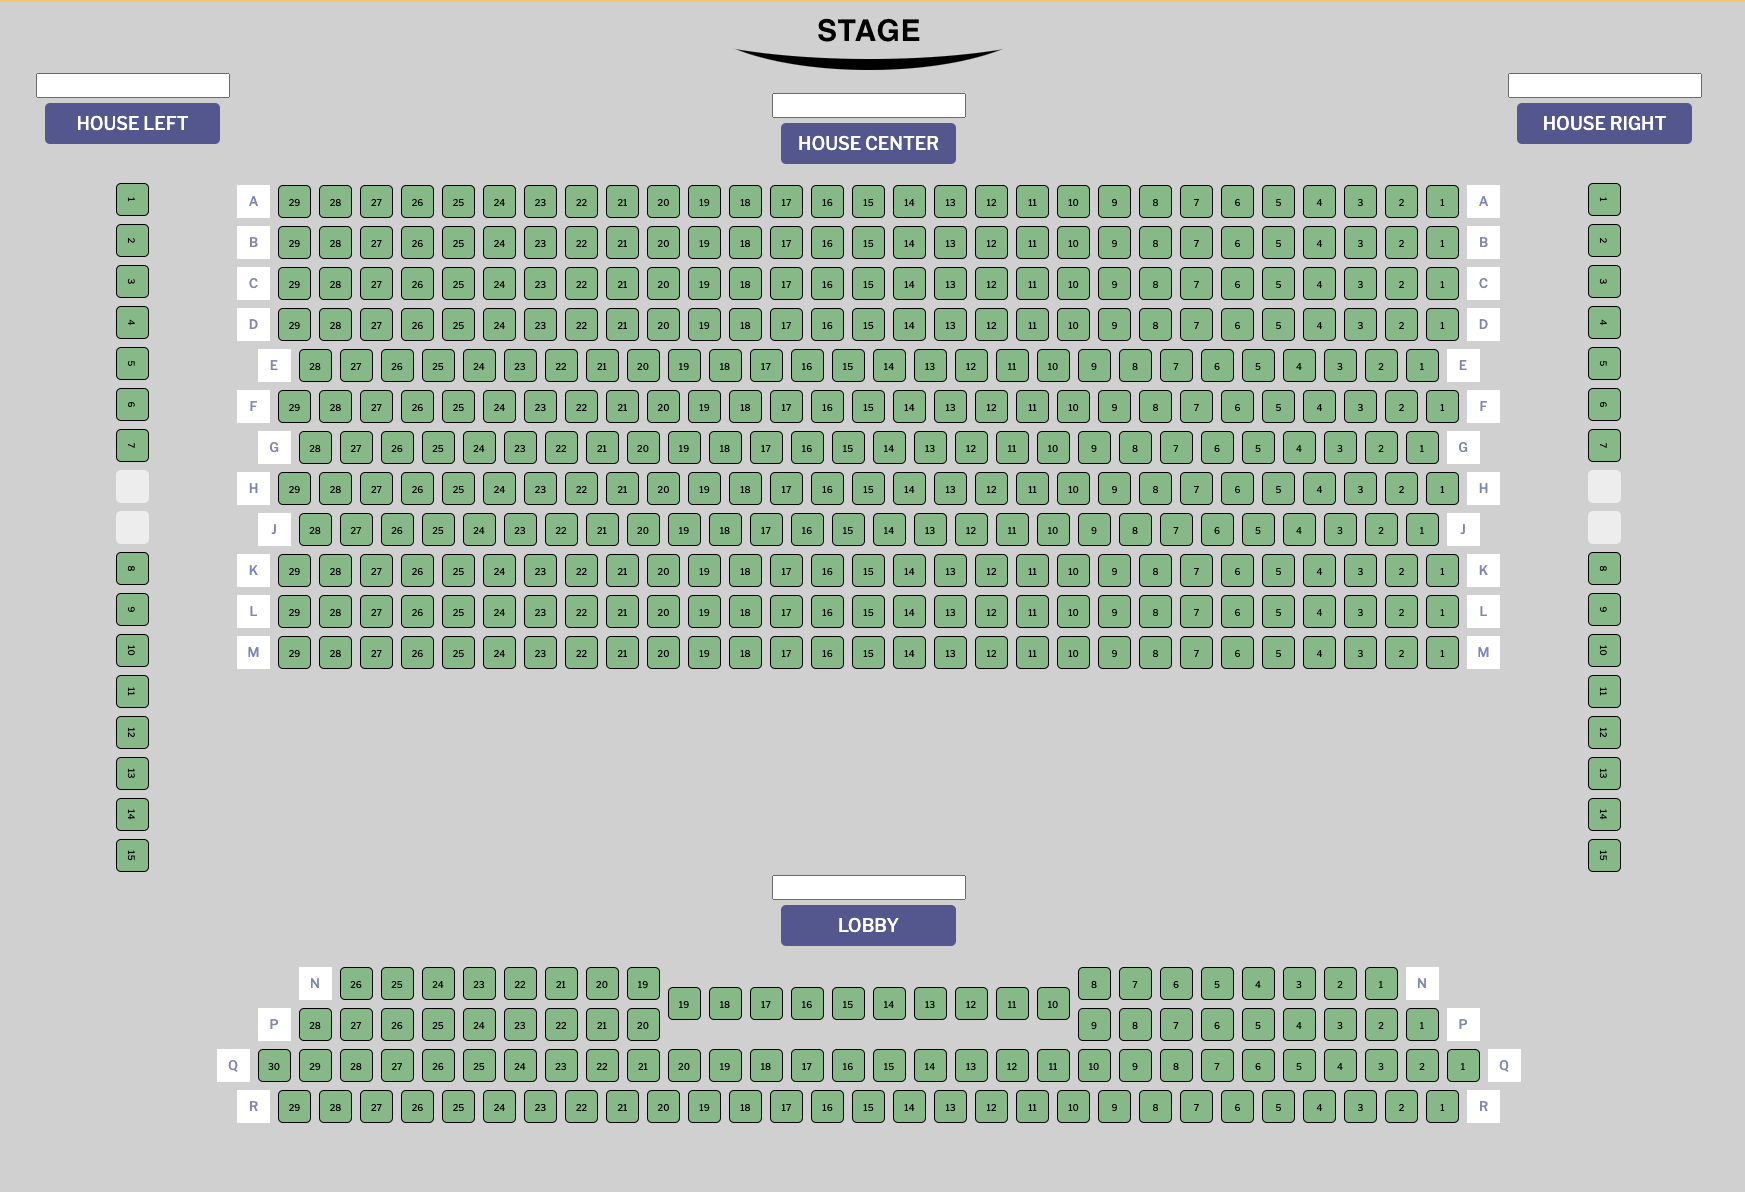 STAGE
HOUSE LEFT
HOUSE CENTER
HOUSE RIGHT
1 A 29 28 27 26 25 24 23 22 21 20 19 18 17 16 15 14 13 12 11 10 9 8 7 6 5 4 3 2 1 A 1
2 B 29 28 27 26 25 24 23 22 21 20 19 18 17 16 15 14 13 12 11 10 9 8 7 6 5 4 3 2 1 B 2
3 C 29 28 27 26 25 24 23 22 21 20 19 18 17 16 15 14 13 12 11 10 9 8 7 6 5 4 3 2 1 C 3
4 D 29 28 27 26 25 24 23 22 21 20 19 18 17 16 15 14 13 12 11 10 9 8 7 6 5 4 3 2 1 D 4
5 E 28 27 26 25 24 23 22 21 20 19 18 17 16 15 14 13 12 11 10 9 8 7 6 5 4 3 2 1 E 5
6 F 29 28 27 26 25 24 23 22 21 20 19 18 17 16 15 14 13 12 11 10 9 8 7 6 5 4 3 2 1 F 6
7 G 28 27 26 25 24 23 22 21 20 19 18 17 16 15 14 13 12 11 10 9 8 7 6 5 4 3 2 1 G 7
H 29 28 27 26 25 24 23 22 21 20 19 18 17 16 15 14 13 12 11 10 9 8 7 6 5 4 3 2 1 H
J 28 27 26 25 24 23 22 21 20 19 18 17 16 15 14 13 12 11 10 9 8 7 6 5 4 3 2 1 J
8 K 29 28 27 26 25 24 23 22 21 20 19 18 17 16 15 14 13 12 11 10 9 8 7 6 5 4 3 2 1 K 8
9 L 29 28 27 26 25 24 23 22 21 20 19 18 17 16 15 14 13 12 11 10 9 8 7 6 5 4 3 2 1 L 9
10 M 29 28 27 26 25 24 23 22 21 20 19 18 17 16 15 14 13 12 11 10 9 8 7 6 5 4 3 2 1 M 10
11 11
12 12
13 13
14 14
15 15
LOBBY
N 26 25 24 23 22 21 20 19 8 7 6 5 4 3 2 1 N
19 18 17 16 15 14 13 12 11 10
P 28 27 26 25 24 23 22 21 20 9 8 7 6 5 4 3 2 1 P
Q 30 29 28 27 26 25 24 23 22 21 20 19 18 17 16 15 14 13 12 11 10 9 8 7 6 5 4 3 2 1 Q
R 29 28 27 26 25 24 23 22 21 20 19 18 17 16 15 14 13 12 11 10 9 8 7 6 5 4 3 2 1 R